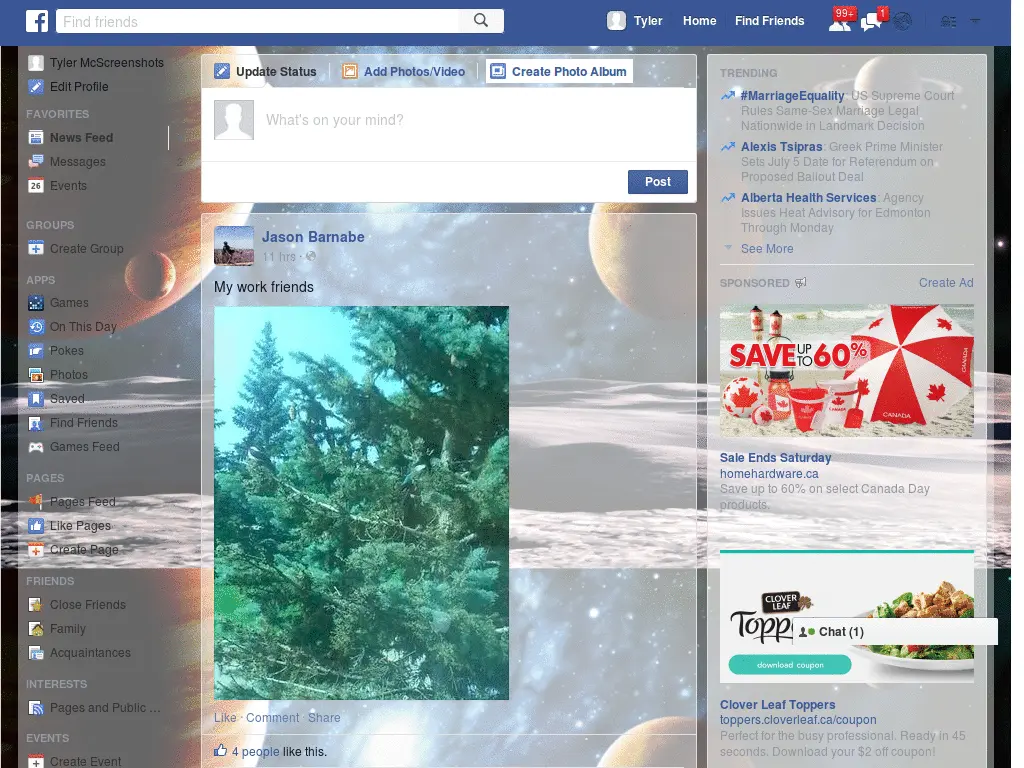 f
Find friends
Tyler
Home
Find Friends
99+
1
Tyler McScreenshots
Edit Profile
FAVORITES
News Feed
Messages
2
26
Events
GROUPS
Create Group
APPS
Games
On This Day
Pokes
Photos
Saved
Find Friends
Games Feed
PAGES
Pages Feed
Like Pages
Create Page
FRIENDS
Close Friends
Family
Acquaintances
INTERESTS
Pages and Public ...
EVENTS
Create Event
Update Status
Add Photos/Video
Create Photo Album
What's on your mind?
Post
Jason Barnabe
11 hrs ·
My work friends
Like · Comment · Share
4 people like this.
TRENDING
#MarriageEquality: US Supreme Court
Rules Same-Sex Marriage Legal
Nationwide in Landmark Decision
Alexis Tsipras: Greek Prime Minister
Sets July 5 Date for Referendum on
Proposed Bailout Deal
Alberta Health Services: Agency
Issues Heat Advisory for Edmonton
Through Monday
See More
SPONSORED
Create Ad
SAVE UP TO 60%
CANADA
CANADA
Sale Ends Saturday
homehardware.ca
Save up to 60% on select Canada Day
products.
CLOVER
LEAF
Topp
download coupon
Chat (1)
Clover Leaf Toppers
toppers.cloverleaf.ca/coupon
Perfect for the busy professional. Ready in 45
seconds. Download your $2 off coupon!